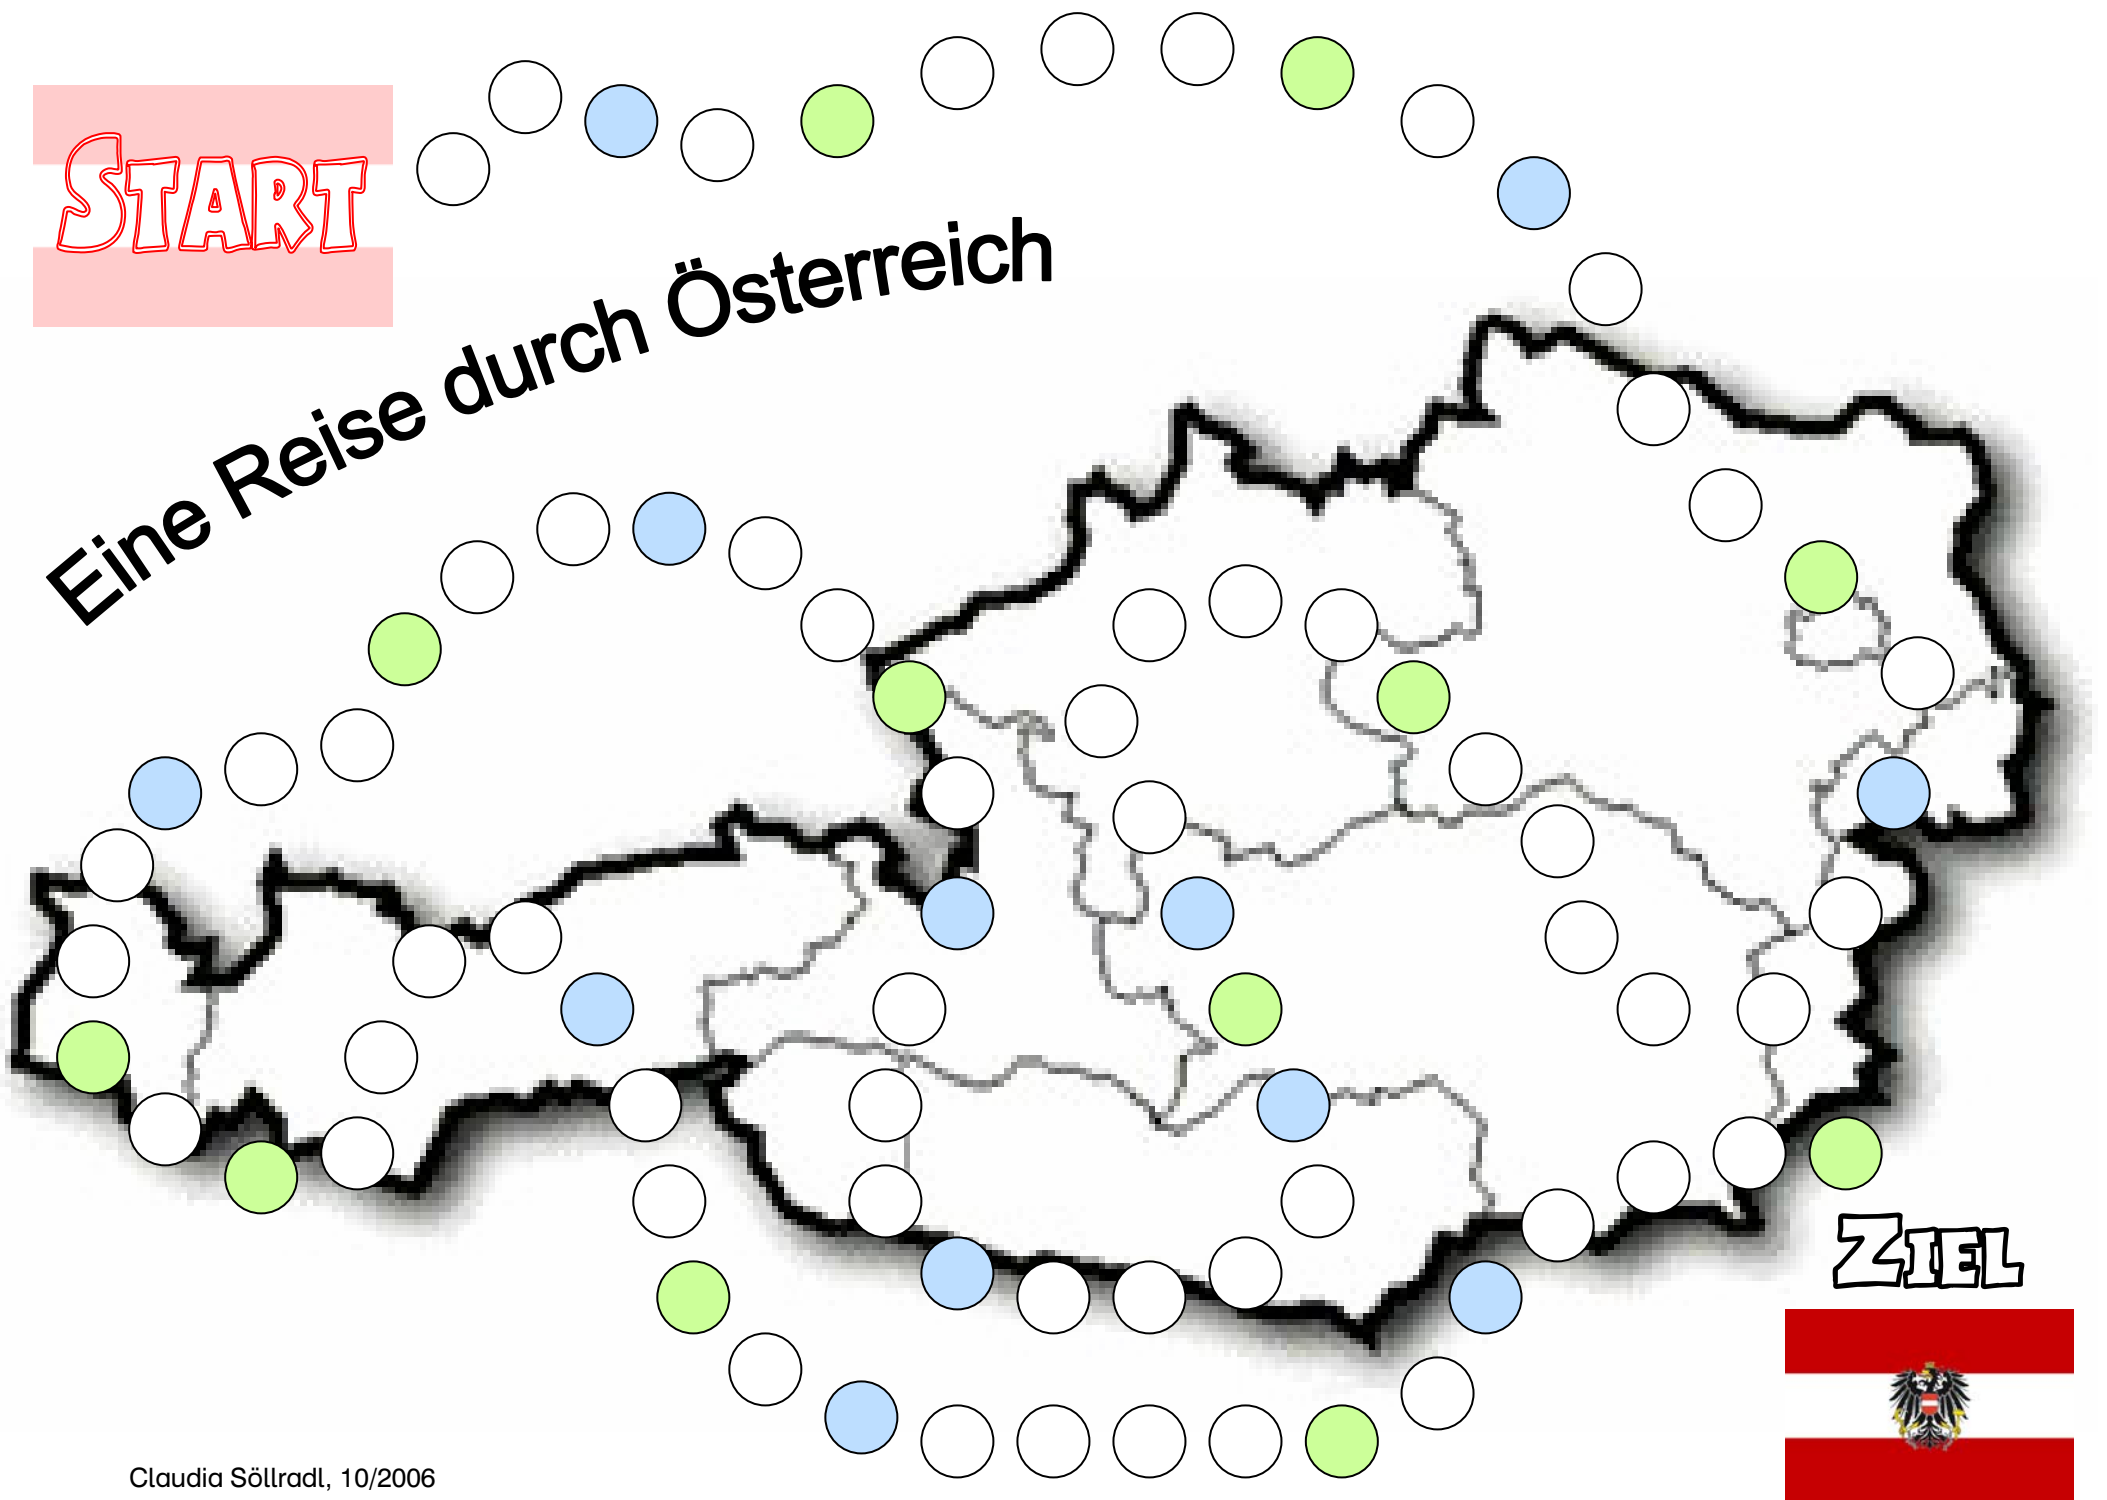 START
Eine Reise durch Österreich
ZIEL
Claudia Söllradl, 10/2006